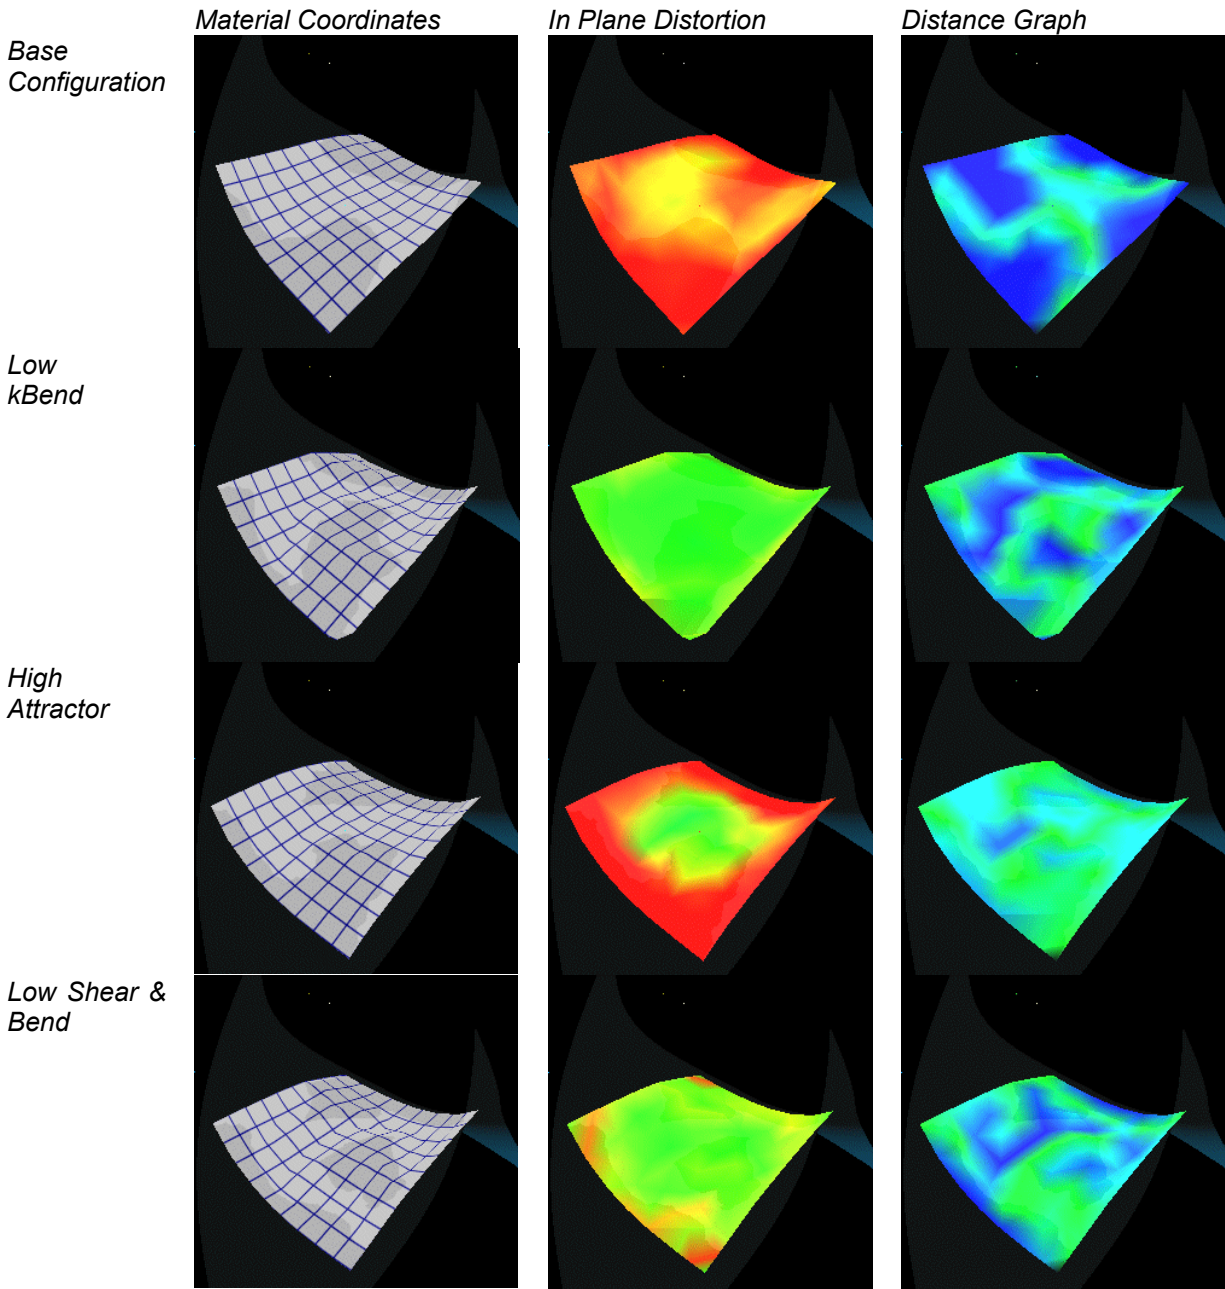 Material Coordinates In Plane Distortion Distance Graph
Base
Configuration
Low
kBend
High
Attractor
Low Shear &
Bend